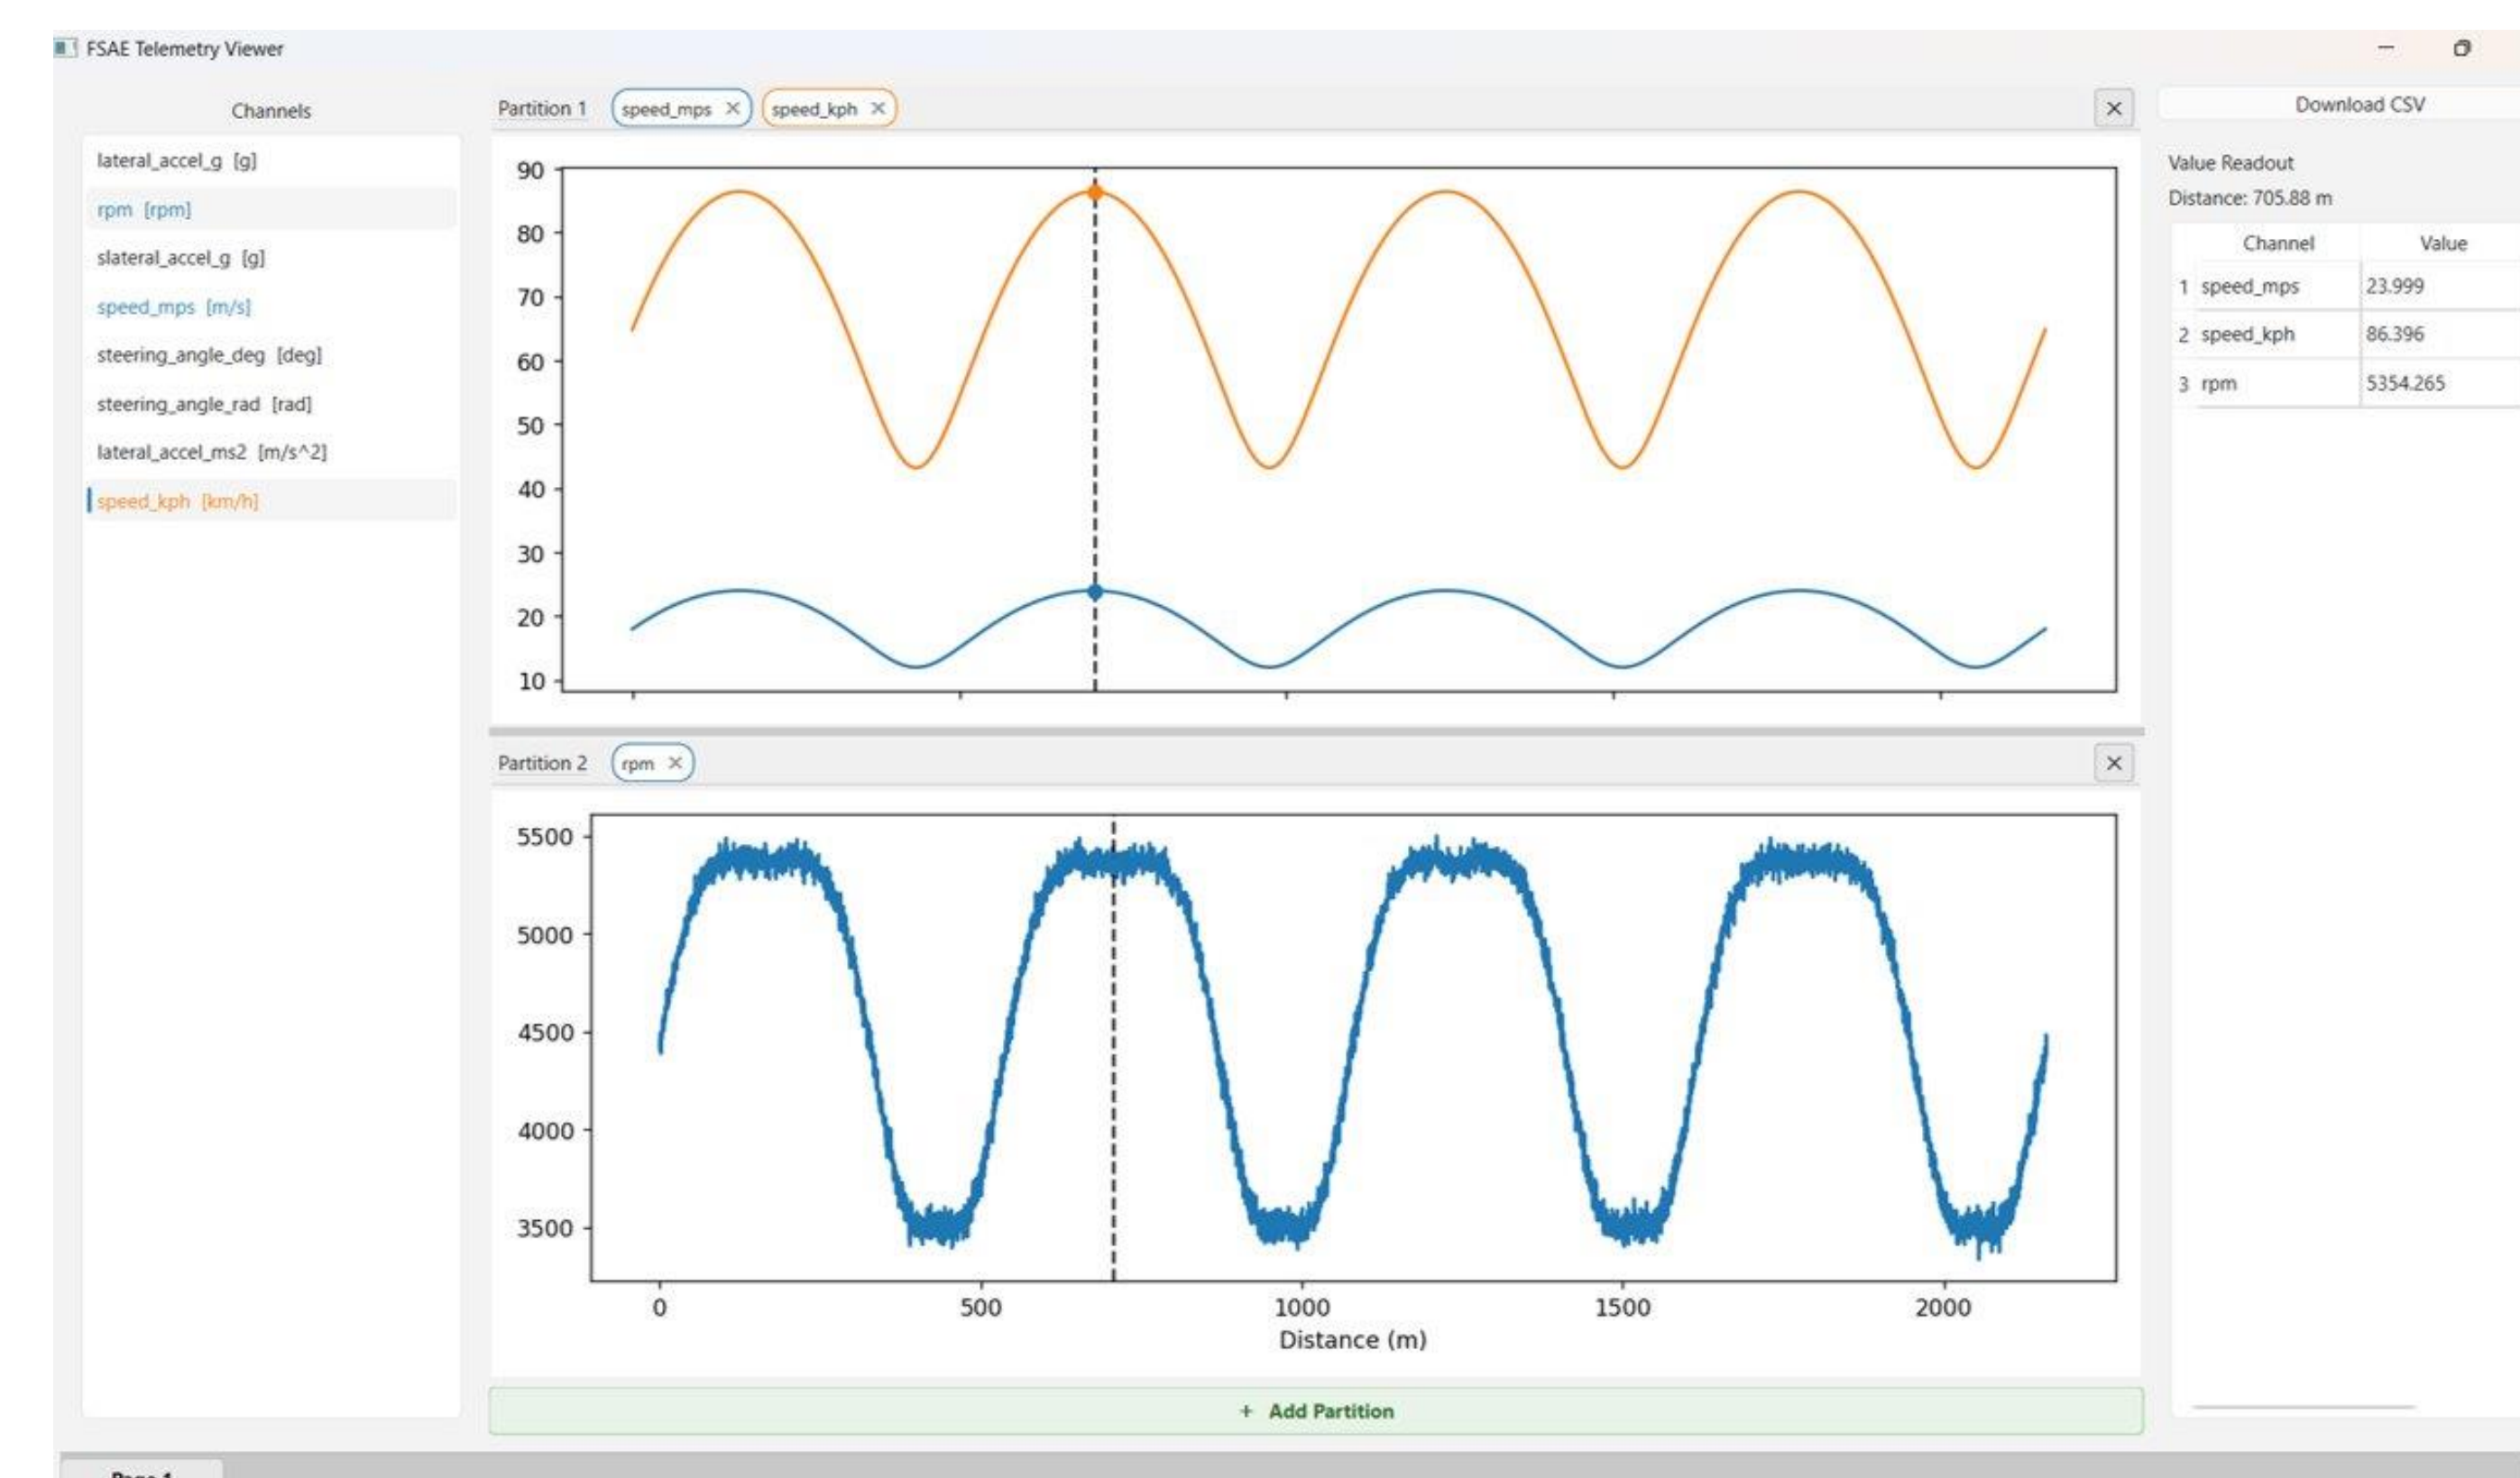 FSAE Telemetry Viewer
Channels
lateral_accel_g [g]
rpm [rpm]
slateral_accel_g [g]
speed_mps [m/s]
steering_angle_deg [deg]
steering_angle_rad [rad]
lateral_accel_ms2 [m/s^2]
speed_kph [km/h]
Partition 1 speed_mps × speed_kph ×
90
80
70
60
50
40
30
20
10
Partition 2 rpm ×
5500
5000
4500
4000
3500
0 500 1000 1500 2000
Distance (m)
+ Add Partition
Download CSV
Value Readout
Distance: 705.88 m
Channel Value
1 speed_mps 23.999
2 speed_kph 86.396
3 rpm 5354.265
Page 1